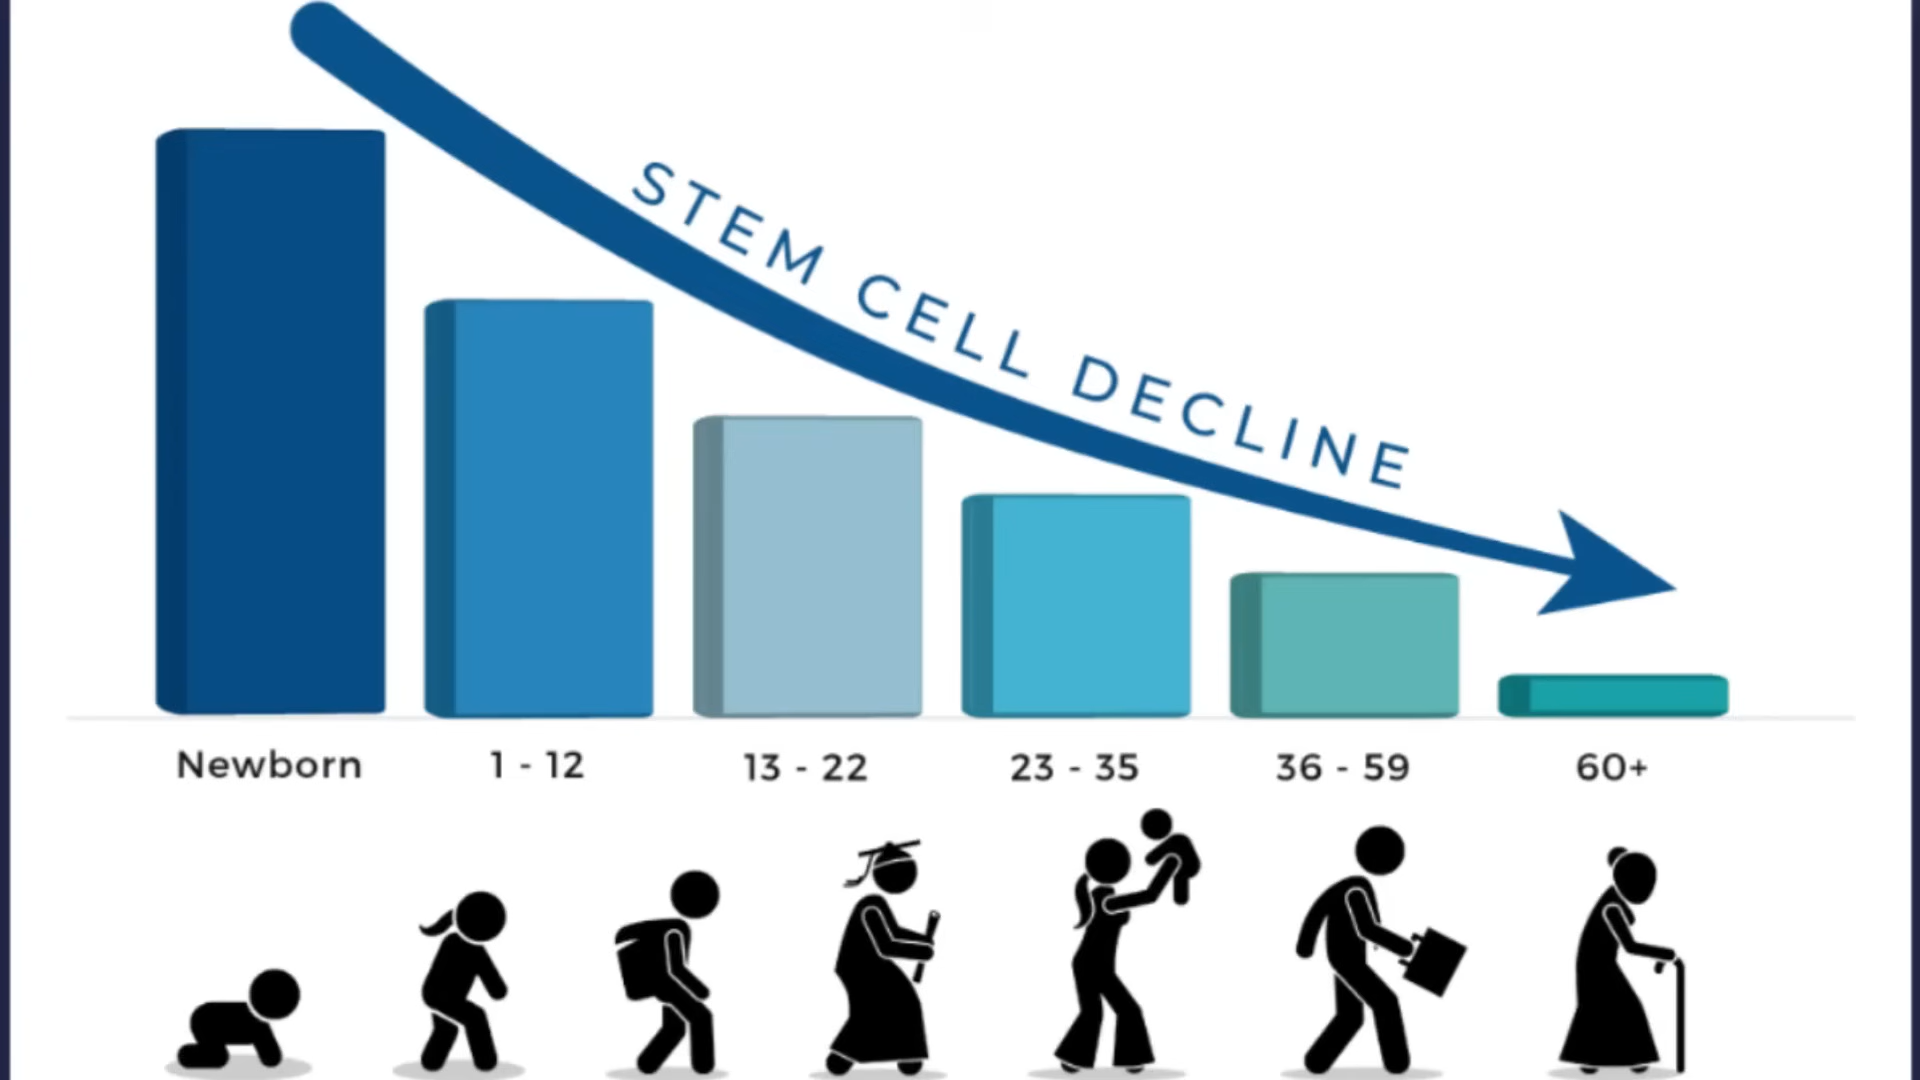 STEM CELL DECLINE
Newborn
1 - 12
13 - 22
23 - 35
36 - 59
60+